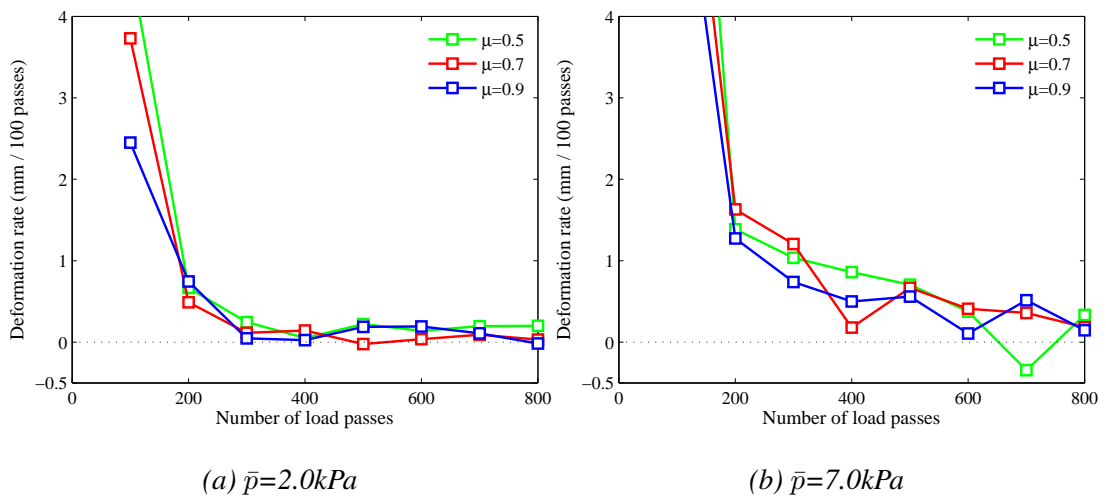 4
3
2
1
0
−0.5
0
200
400
600
800
Deformation rate (mm / 100 passes)
Number of load passes
μ=0.5
μ=0.7
μ=0.9
(a) p̄=2.0kPa
4
3
2
1
0
−0.5
0
200
400
600
800
Deformation rate (mm / 100 passes)
Number of load passes
μ=0.5
μ=0.7
μ=0.9
(b) p̄=7.0kPa